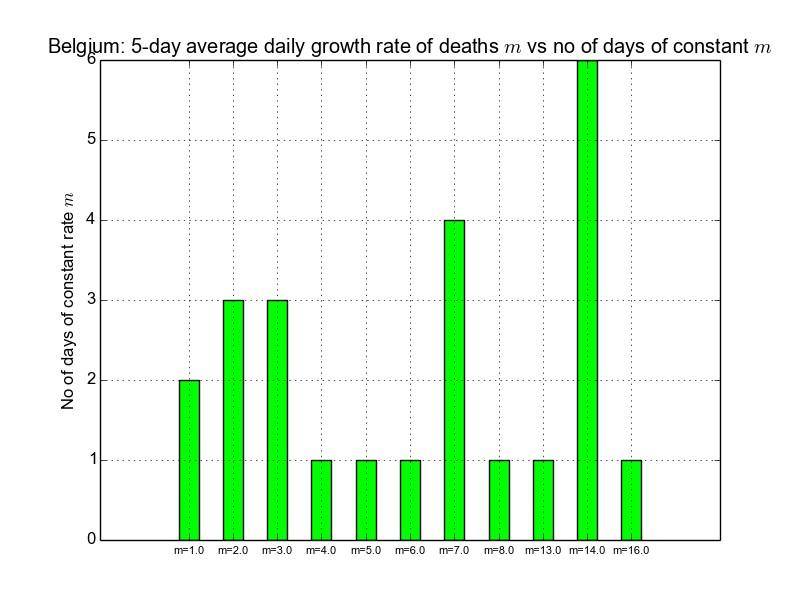 Belgium: 5-day average daily growth rate of deaths m vs no of days of constant m
6
5
4
3
2
1
0
No of days of constant rate m
m=1.0 m=2.0 m=3.0 m=4.0 m=5.0 m=6.0 m=7.0 m=8.0 m=13.0 m=14.0 m=16.0